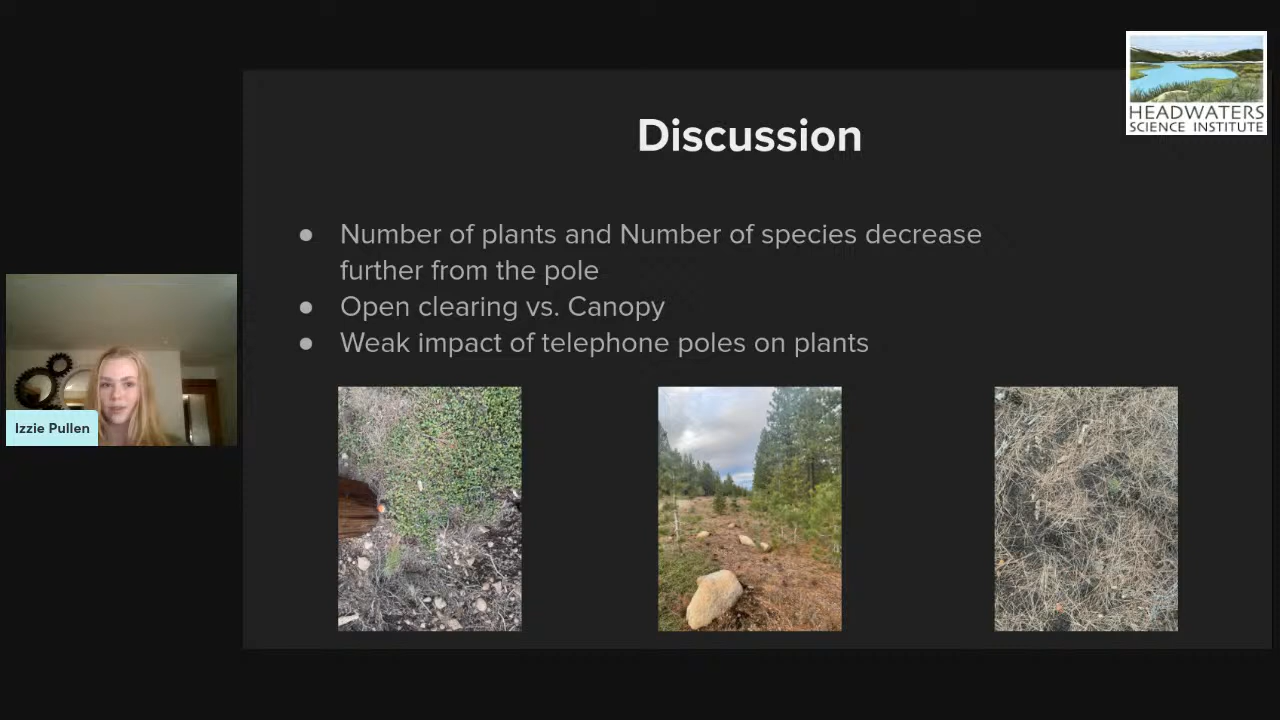 HEADWATERS
SCIENCE INSTITUTE
Discussion
● Number of plants and Number of species decrease
further from the pole
● Open clearing vs. Canopy
● Weak impact of telephone poles on plants
Izzie Pullen